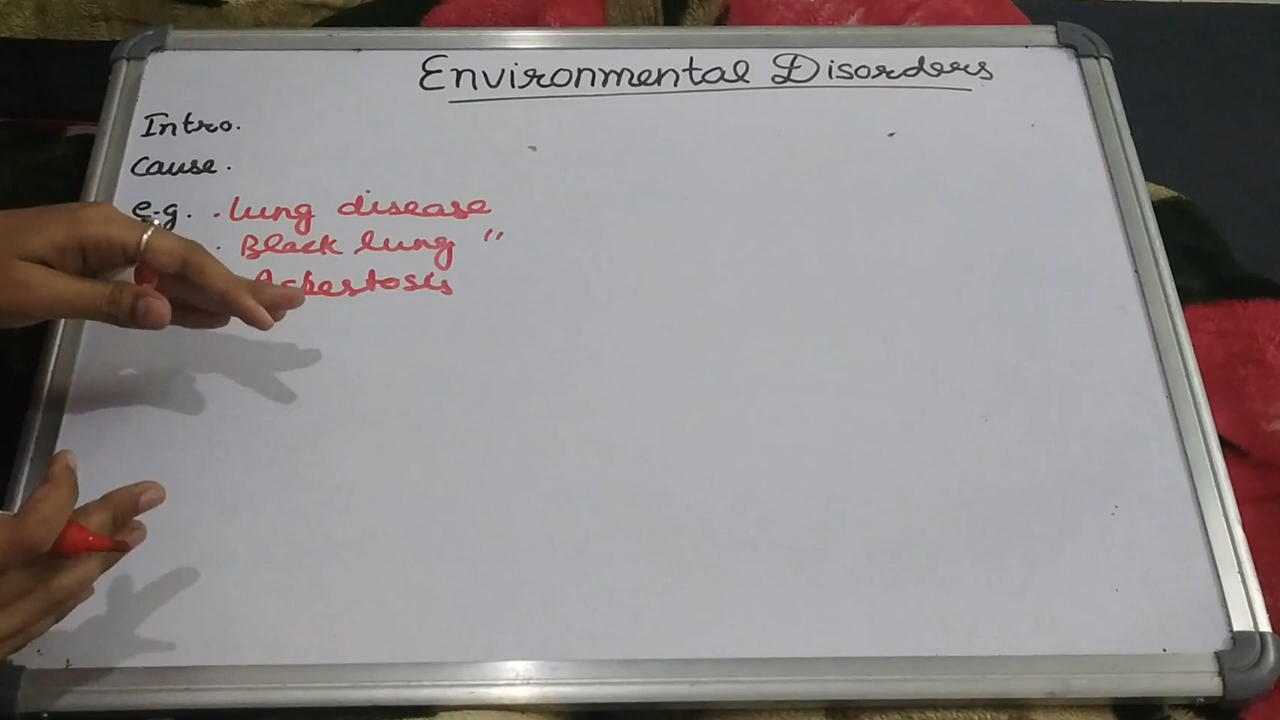 Environmental Disorders
Intro.
Cause.
e.g. . lung disease
. Black lung "
Asbestosis